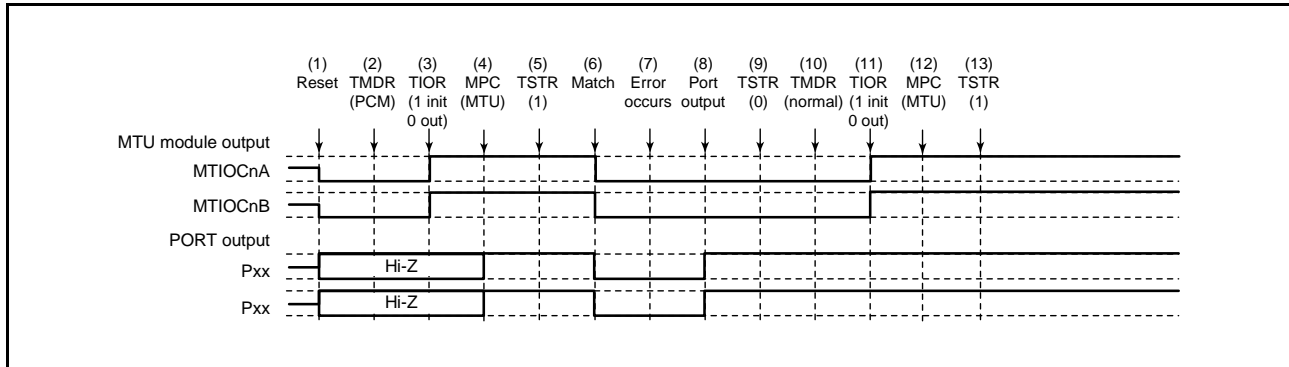 (1) (2) (3) (4) (5) (6) (7) (8) (9) (10) (11) (12) (13)
Reset TMDR TIOR MPC TSTR Match Error Port TSTR TMDR TIOR MPC TSTR
(PCM) (1 init (MTU) (1) occurs output (0) (normal) (1 init (MTU) (1)
0 out) 0 out)
MTU module output
MTIOCnA
MTIOCnB
PORT output
Pxx Hi-Z
Pxx Hi-Z